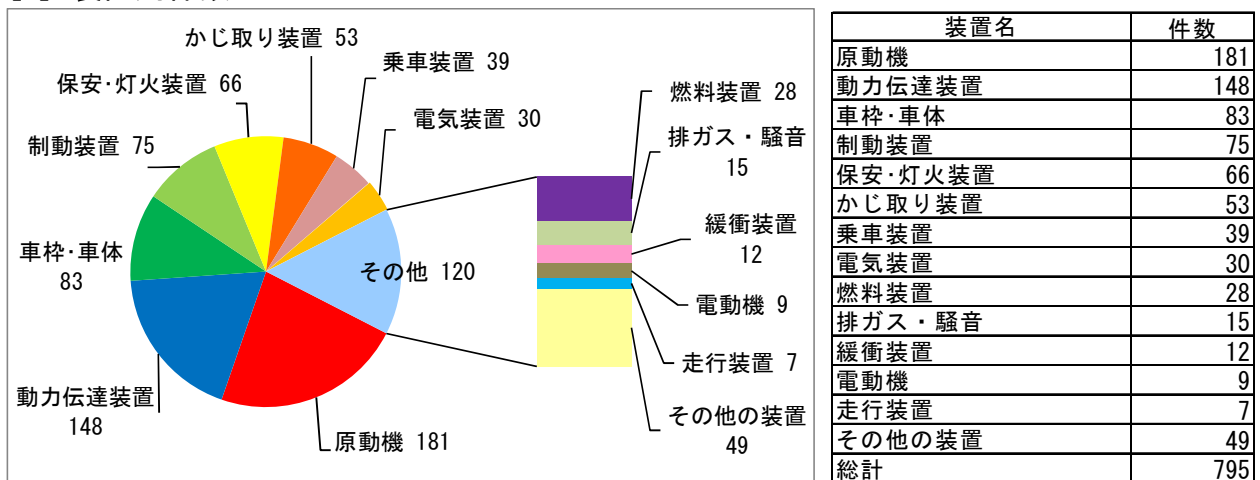 かじ取り装置 53
乗車装置 39
保安･灯火装置 66
電気装置 30
制動装置 75
車枠･車体
83
その他 120
動力伝達装置
148
原動機 181
燃料装置 28
排ガス・騒音
15
緩衝装置
12
電動機 9
走行装置 7
その他の装置
49
装置名 件数
原動機 181
動力伝達装置 148
車枠･車体 83
制動装置 75
保安･灯火装置 66
かじ取り装置 53
乗車装置 39
電気装置 30
燃料装置 28
排ガス・騒音 15
緩衝装置 12
電動機 9
走行装置 7
その他の装置 49
総計 795